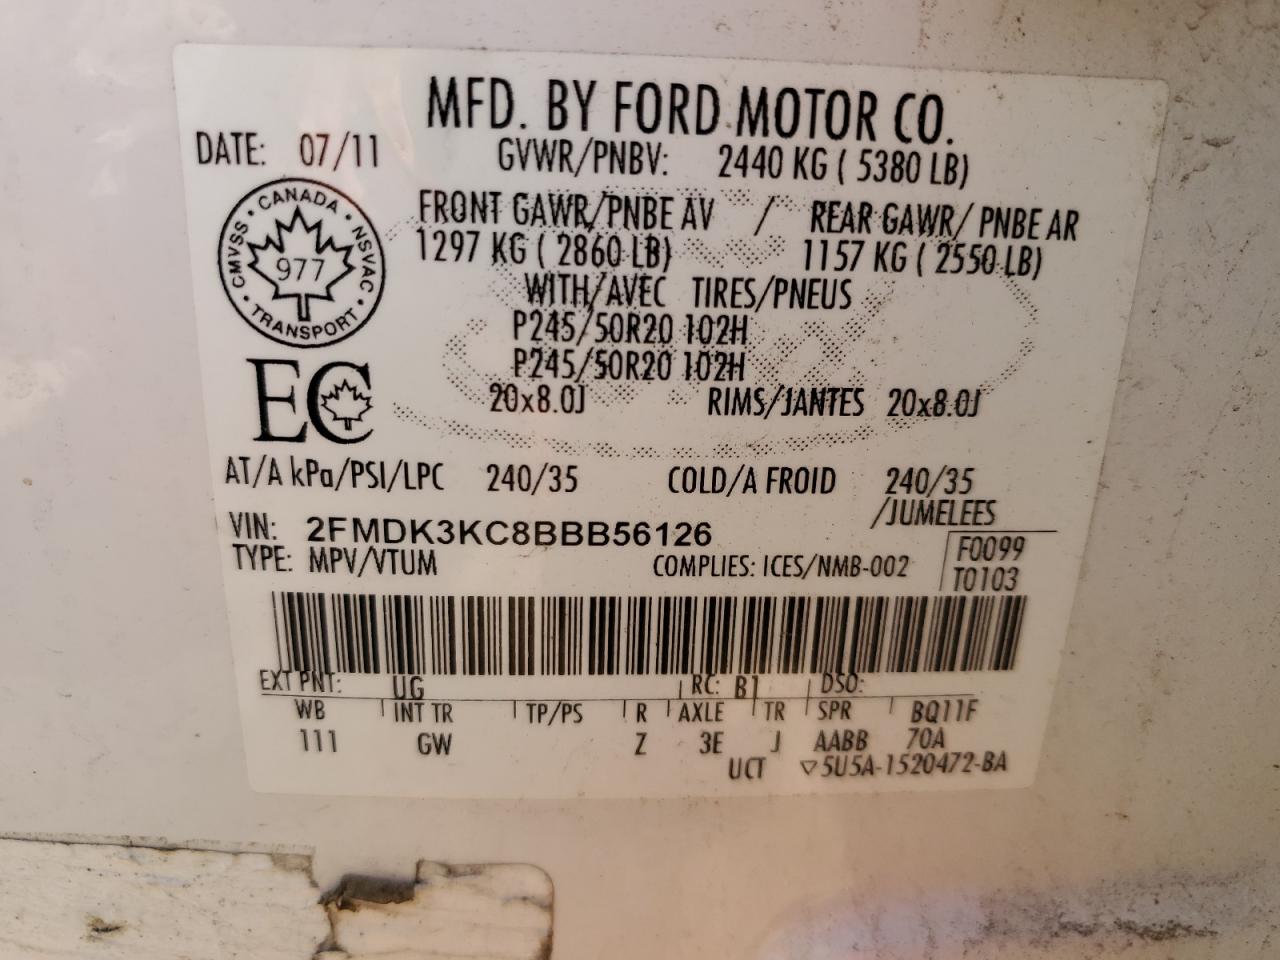 MFD. BY FORD MOTOR CO.
DATE: 07/11 GVWR/PNBV: 2440 KG ( 5380 LB)
FRONT GAWR/PNBE AV / REAR GAWR/ PNBE AR
1297 KG ( 2860 LB) 1157 KG ( 2550 LB)
WITH/AVEC TIRES/PNEUS
P245/50R20 102H
P245/50R20 102H
20x8.0J RIMS/JANTES 20x8.0J
CANADA
CMVSS • NSVAC
977
TRANSPORT
EC
AT/A kPa/PSI/LPC 240/35 COLD/A FROID 240/35
/JUMELEES
VIN: 2FMDK3KC8BBB56126
TYPE: MPV/VTUM COMPLIES: ICES/NMB-002
F0099
T0103
EXT PNT: UG RC: B1 DSO:
WB INT TR TP/PS R AXLE TR SPR BQ11F
111 GW Z 3E J AABB 70A
UCT ▽5U5A-1520472-BA